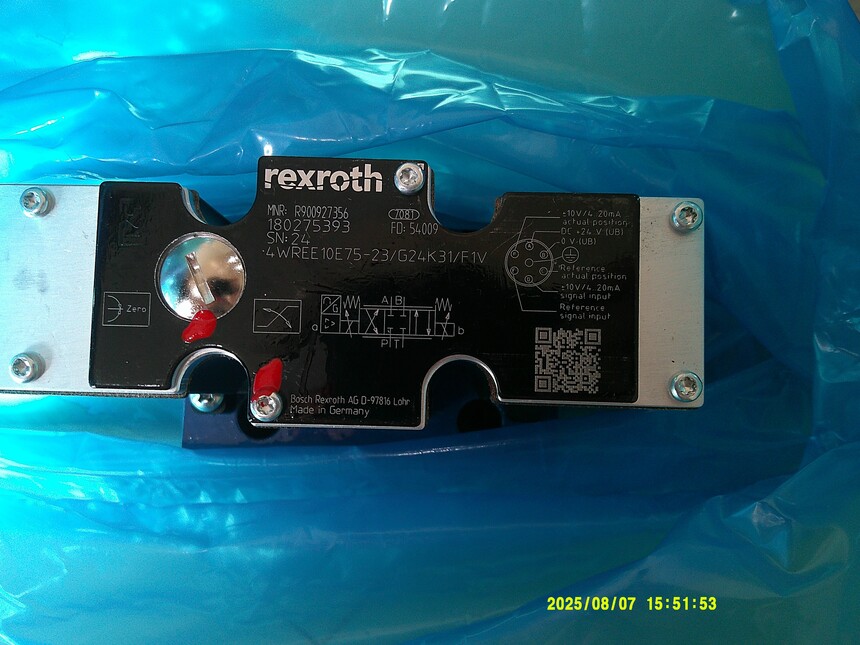 rexroth
MNR: R900927356
7081
180275393
FD: 54009
SN: 24
4WREE10E75-23/G24K31/F1V
Zero
A B
a
b
P T
±10V/4..20mA
actual position
DC +24 V (UB)
0 V (UB)
Reference
actual position
±10V/4..20mA
signal input
Reference
signal input
Bosch Rexroth AG D-97816 Lohr
Made in Germany
2025/08/07 15:51:53